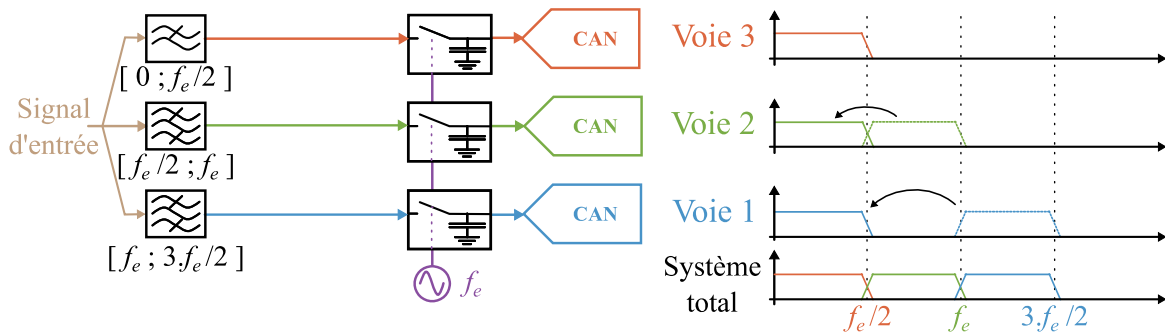 CAN
[ 0 ; fe/2 ]
Signal
d'entrée
CAN
[ fe/2 ; fe ]
CAN
[ fe ; 3.fe/2 ]
fe
Voie 3
Voie 2
Voie 1
Système
total
fe/2
fe
3.fe/2